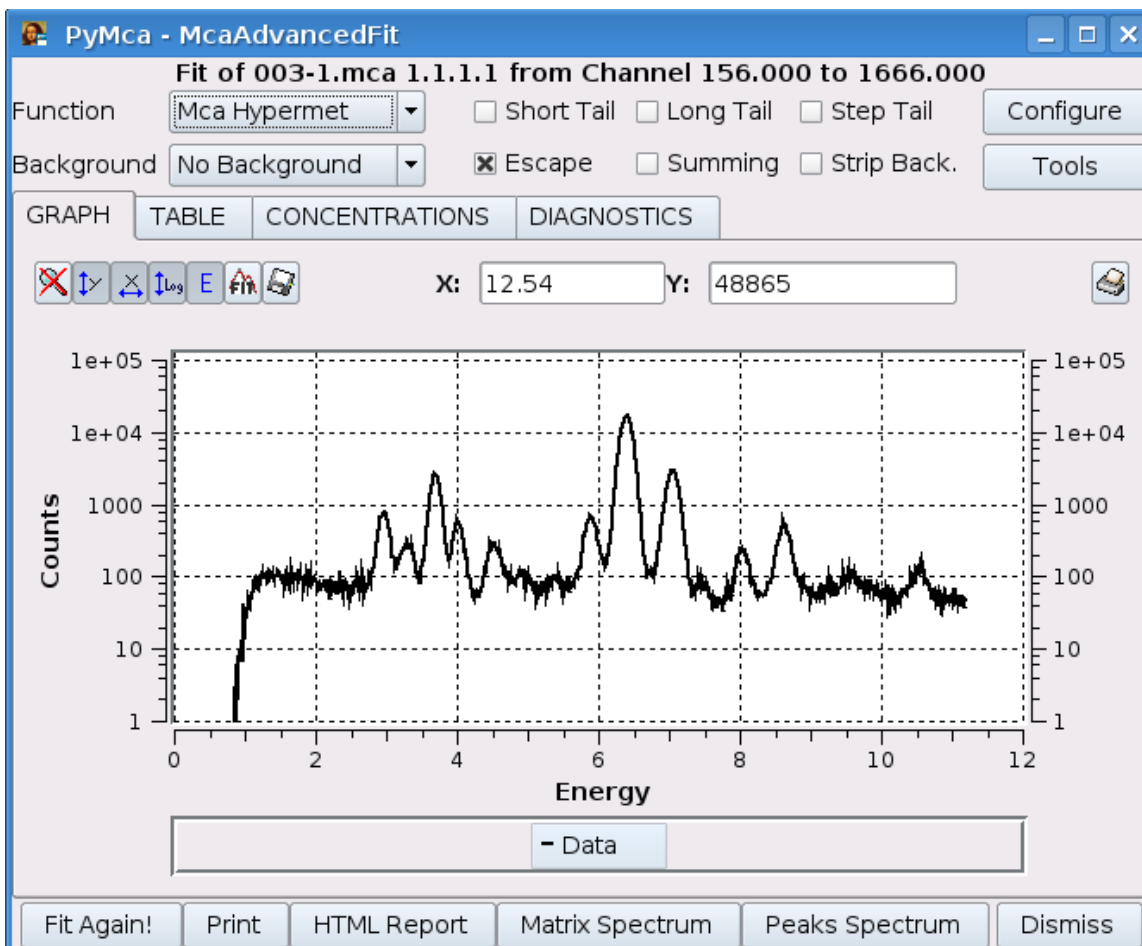 PyMca - McaAdvancedFit
Fit of 003-1.mca 1.1.1.1 from Channel 156.000 to 1666.000
Function Mca Hypermet Short Tail Long Tail Step Tail Configure
Background No Background Escape Summing Strip Back. Tools
GRAPH TABLE CONCENTRATIONS DIAGNOSTICS
Y X Log E Fit X: 12.54 Y: 48865
1e+05 1e+05
1e+04 1e+04
1000 1000
Counts
100 100
10 10
1 1
0 2 4 6 8 10 12
Energy
Data
Fit Again! Print HTML Report Matrix Spectrum Peaks Spectrum Dismiss